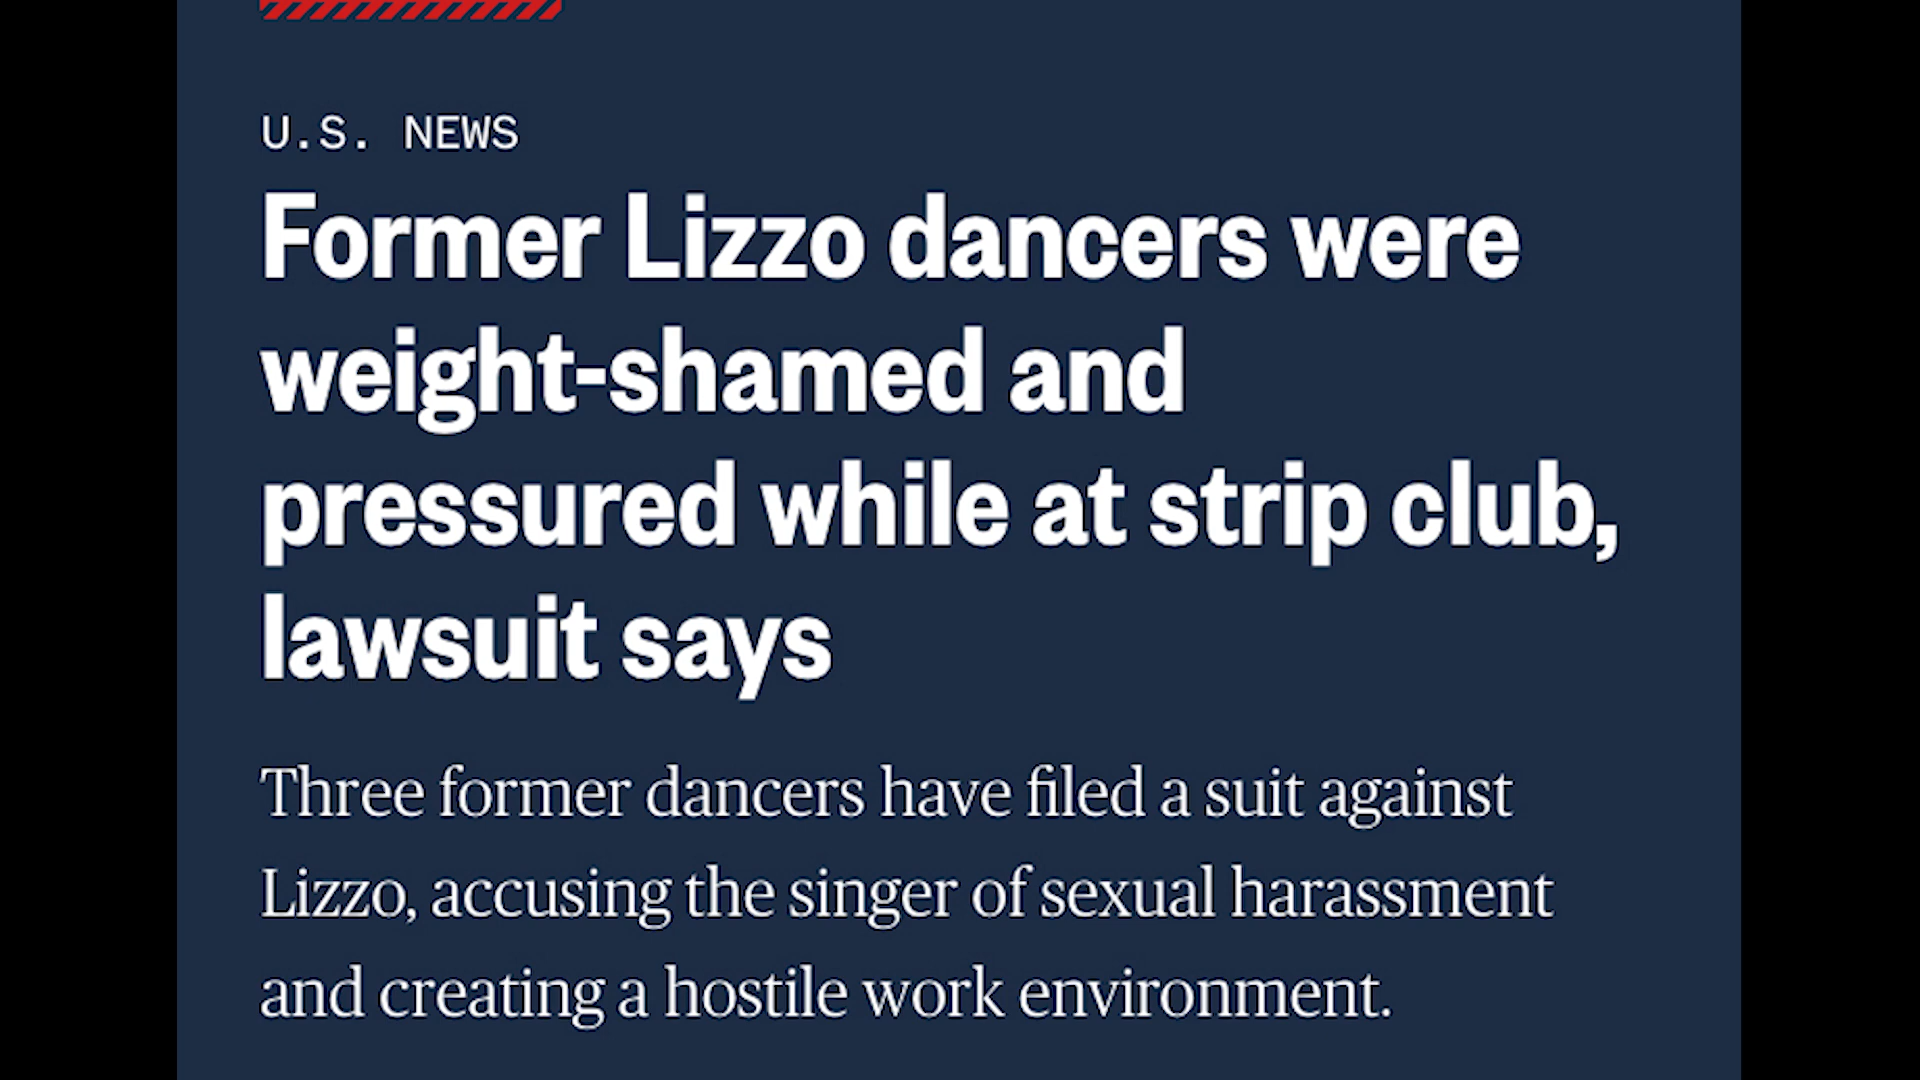 U.S. NEWS
Former Lizzo dancers were
weight-shamed and
pressured while at strip club,
lawsuit says
Three former dancers have filed a suit against
Lizzo, accusing the singer of sexual harassment
and creating a hostile work environment.